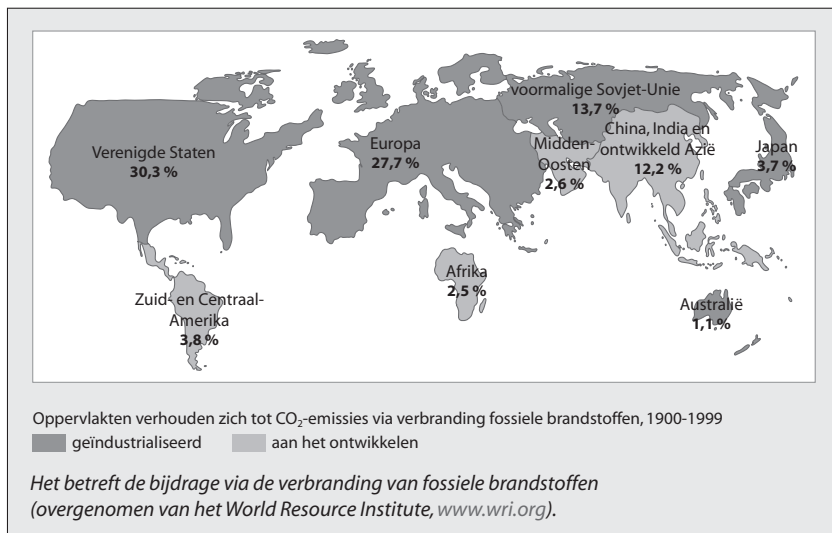 voormalige Sovjet-Unie
13,7 %
Verenigde Staten
30,3 %
Europa
27,7 %
Midden-
Oosten
2,6 %
China, India en
ontwikkeld Azië
12,2 %
Japan
3,7 %
Zuid- en Centraal-
Amerika
3,8 %
Afrika
2,5 %
Australië
1,1 %
Oppervlakten verhouden zich tot CO₂-emissies via verbranding fossiele brandstoffen, 1900-1999
geïndustrialiseerd aan het ontwikkelen
Het betreft de bijdrage via de verbranding van fossiele brandstoffen
(overgenomen van het World Resource Institute, www.wri.org).